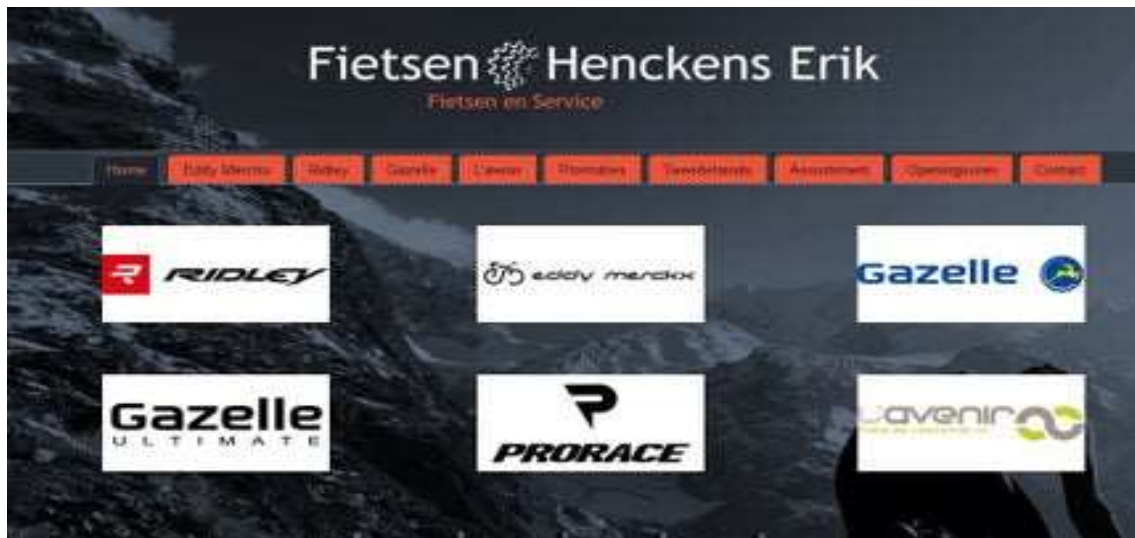 Fietsen Henckens Erik
Fietsen en Service
Home Eddy Merckx Ridley Gazelle L'avenir Promoties Tweedehands Assortiment Openingsuren Contact
RIDLEY eddy merckx Gazelle
Gazelle
ULTIMATE
PRORACE
L'avenir